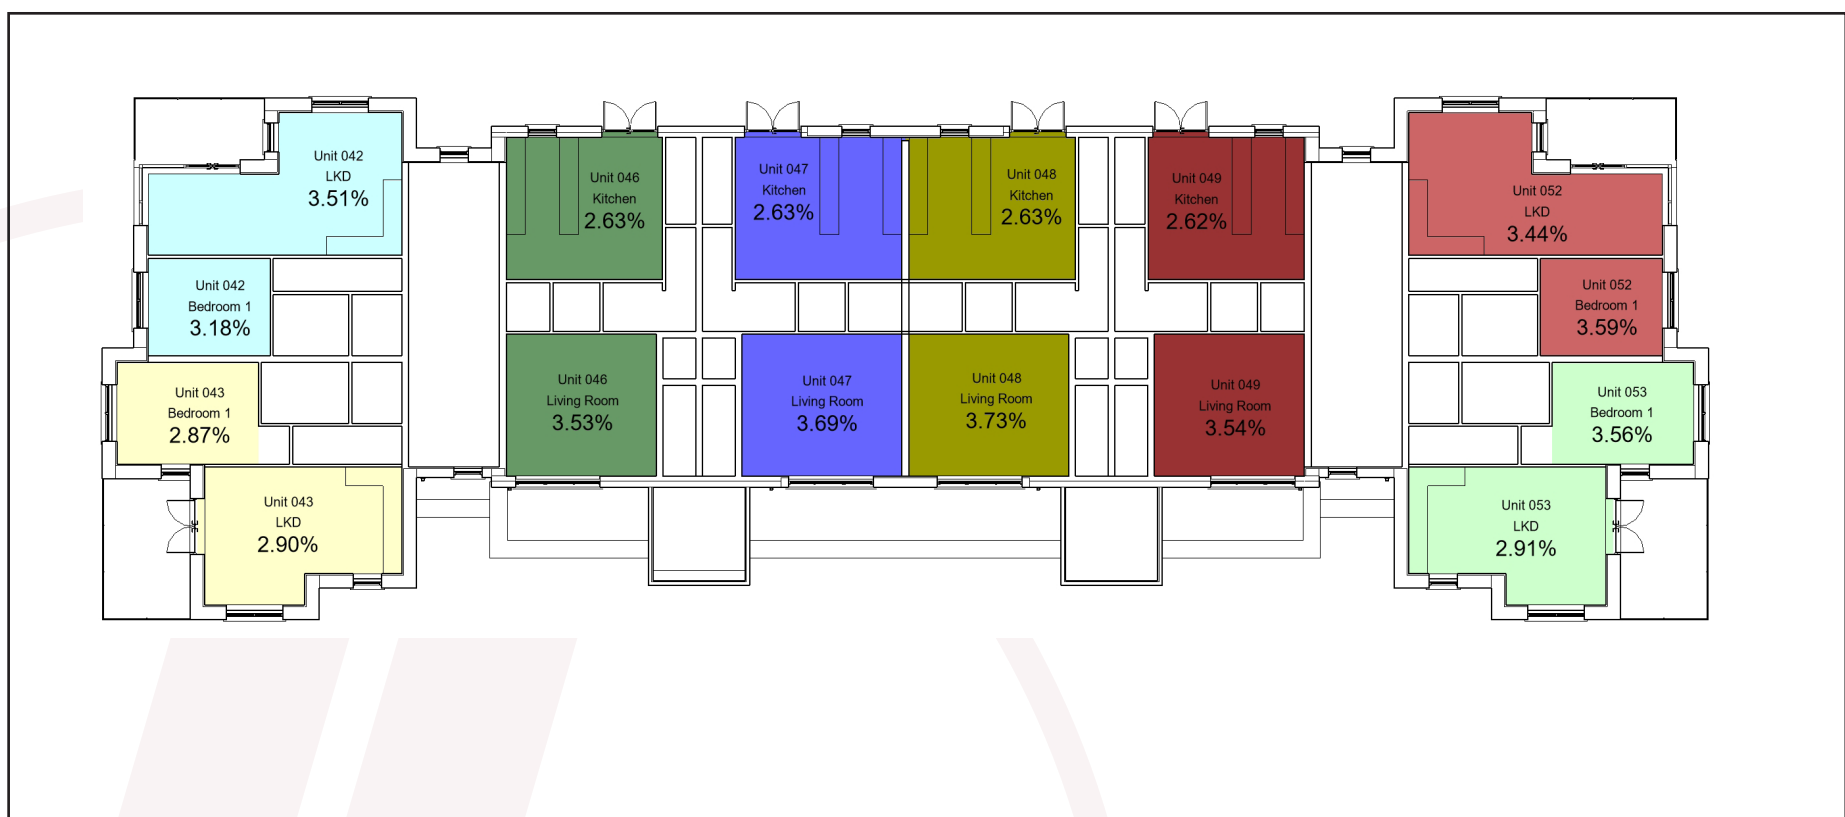 Unit 042
LKD
3.51%
Unit 046
Kitchen
2.63%
Unit 047
Kitchen
2.63%
Unit 048
Kitchen
2.63%
Unit 049
Kitchen
2.62%
Unit 052
LKD
3.44%
Unit 042
Bedroom 1
3.18%
Unit 052
Bedroom 1
3.59%
Unit 043
Bedroom 1
2.87%
Unit 046
Living Room
3.53%
Unit 047
Living Room
3.69%
Unit 048
Living Room
3.73%
Unit 049
Living Room
3.54%
Unit 053
Bedroom 1
3.56%
Unit 043
LKD
2.90%
Unit 053
LKD
2.91%